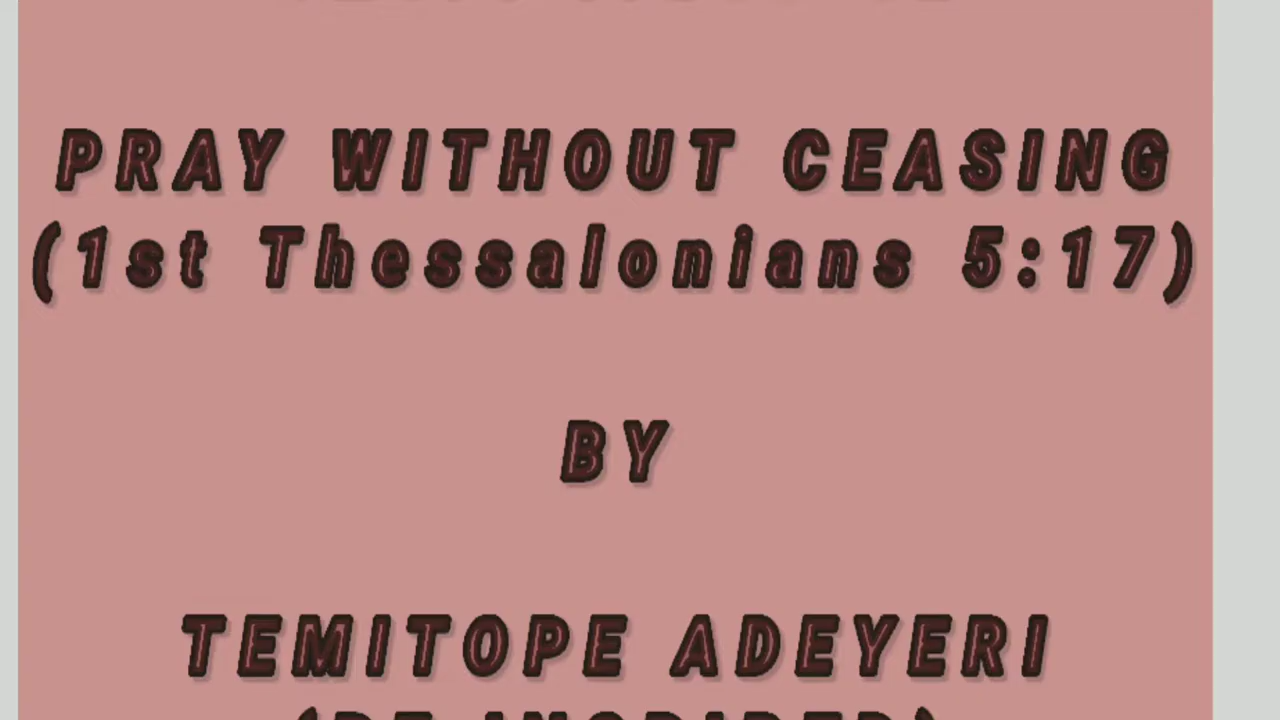 PRAY WITHOUT CEASING
(1st Thessalonians 5:17)
BY
TEMITOPE ADEYERI